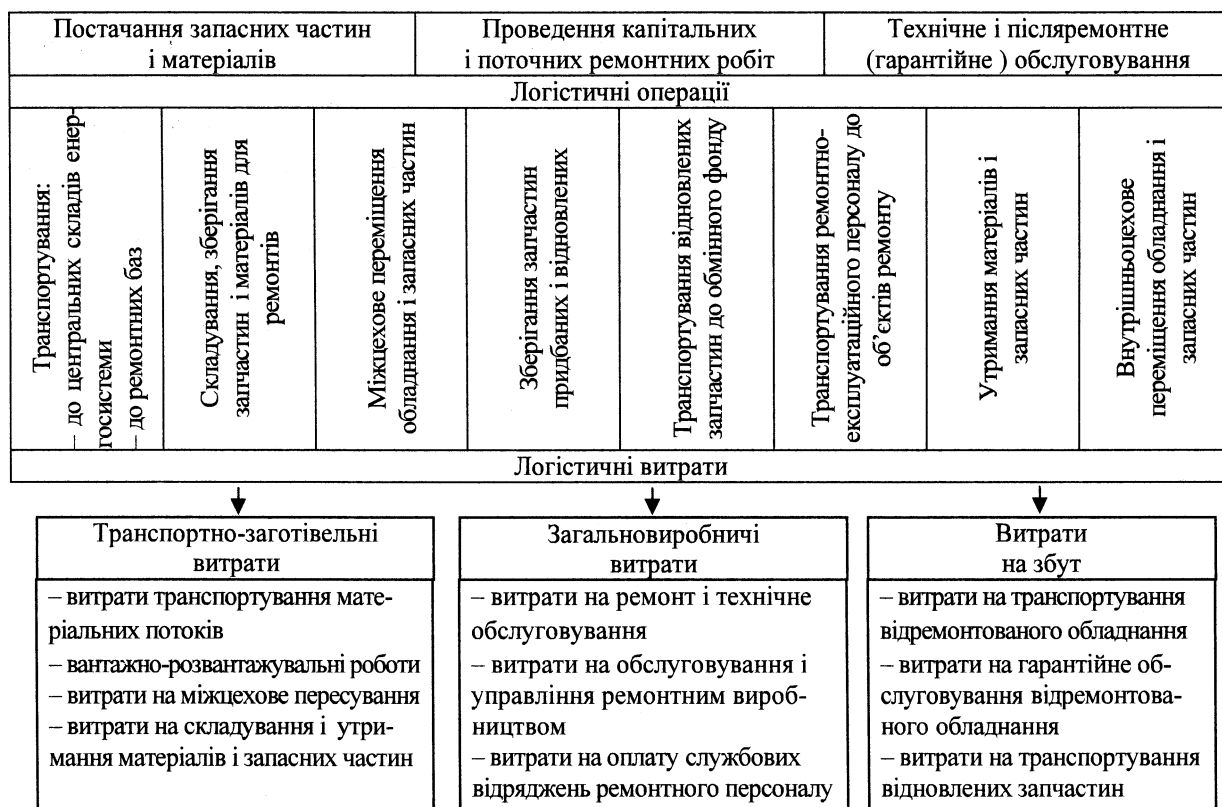 Постачання запасних частин
і матеріалів
Проведення капітальних
і поточних ремонтних робіт
Технічне і післяремонтне
(гарантійне ) обслуговування
Логістичні операції
Транспортування:
– до центральних складів енер-
госистеми
– до ремонтних баз
Складування, зберігання
запчастин і матеріалів для
ремонтів
Міжцехове переміщення
обладнання і запасних частин
Зберігання запчастин
придбаних і відновлених
Транспортування відновлених
запчастин до обмінного фонду
Транспортування ремонтно-
експлуатаційного персоналу до
об’єктів ремонту
Утримання матеріалів і
запасних частин
Внутрішньоцехове
переміщення обладнання і
запасних частин
Логістичні витрати
Транспортно-заготівельні
витрати
– витрати транспортування мате-
ріальних потоків
– вантажно-розвантажувальні роботи
– витрати на міжцехове пересування
– витрати на складування і утри-
мання матеріалів і запасних частин
Загальновиробничі
витрати
– витрати на ремонт і технічне
обслуговування
– витрати на обслуговування і
управління ремонтним вироб-
ництвом
– витрати на оплату службових
відряджень ремонтного персоналу
Витрати
на збут
– витрати на транспортування
відремонтованого обладнання
– витрати на гарантійне об-
слуговування відремонтова-
ного обладнання
– витрати на транспортування
відновлених запчастин